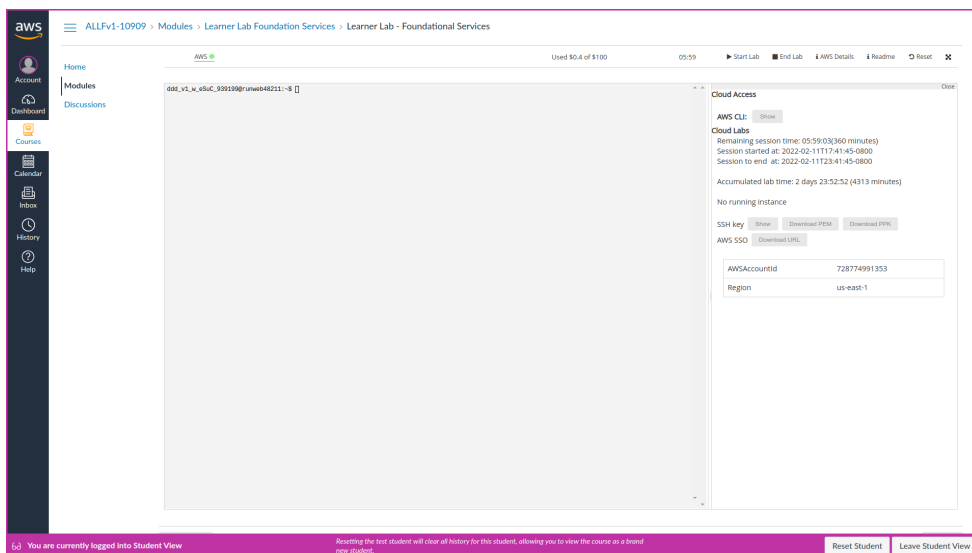 aws
ALLFv1-10909 > Modules > Learner Lab Foundation Services > Learner Lab - Foundational Services
Account
Dashboard
Courses
Calendar
Inbox
History
Help
Home
Modules
Discussions
AWS
Used $0.4 of $100
05:59
Start Lab
End Lab
AWS Details
Readme
Reset
ddd_v1_w_eSuC_939199@runweb48211:~$
Close
Cloud Access
AWS CLI: Show
Cloud Labs
Remaining session time: 05:59:03(360 minutes)
Session started at: 2022-02-11T17:41:45-0800
Session to end at: 2022-02-11T23:41:45-0800
Accumulated lab time: 2 days 23:52:52 (4313 minutes)
No running instance
SSH key Show Download PEM Download PPK
AWS SSO Download URL
AWSAccountId 728774991353
Region us-east-1
You are currently logged into Student View
Resetting the test student will clear all history for this student, allowing you to view the course as a brand
new student.
Reset Student
Leave Student View